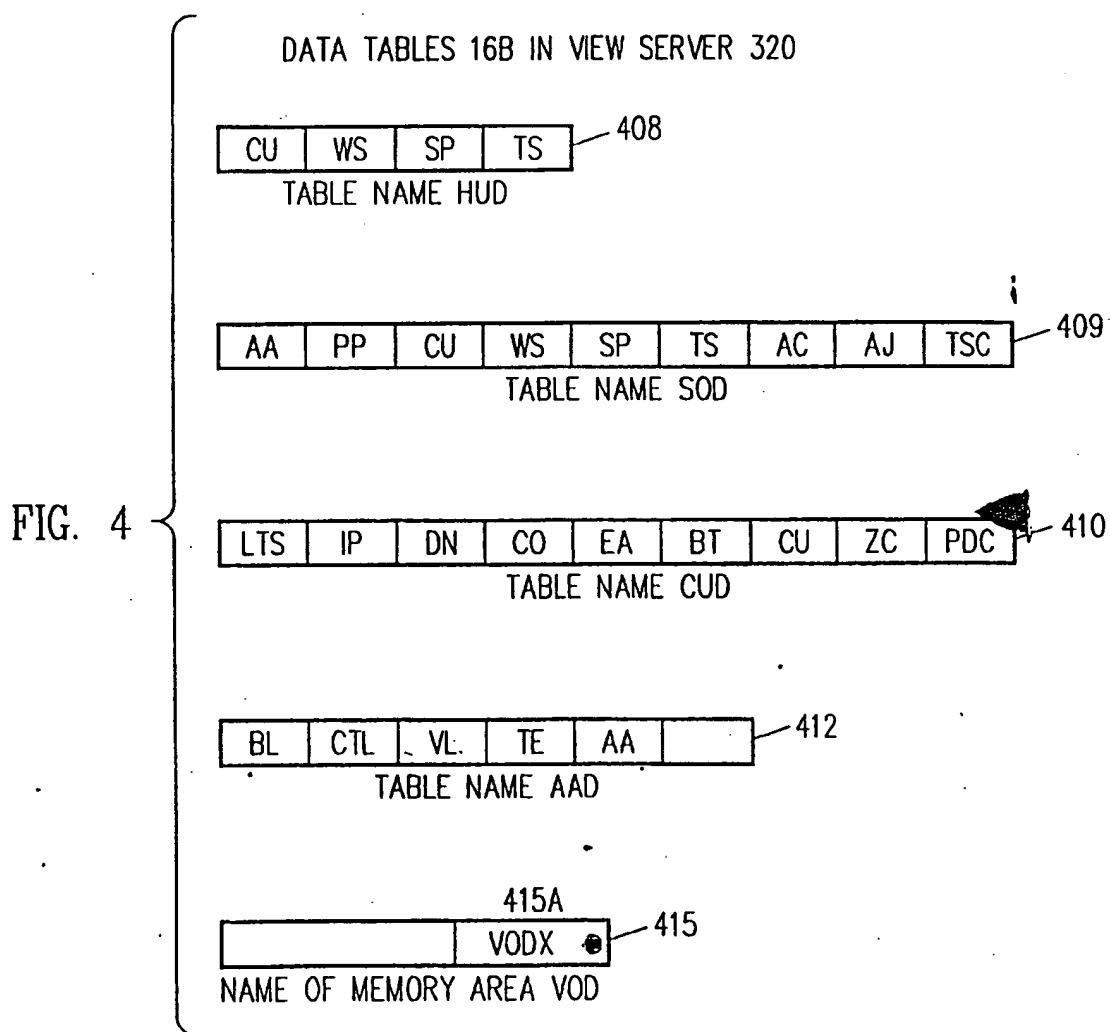 DATA TABLES 16B IN VIEW SERVER 320
CU WS SP TS 408
TABLE NAME HUD
AA PP CU WS SP TS AC AJ TSC 409
TABLE NAME SOD
FIG. 4
LTS IP DN CO EA BT CU ZC PDC 410
TABLE NAME CUD
BL CTL VL TE AA 412
TABLE NAME AAD
415A
VODX 415
NAME OF MEMORY AREA VOD